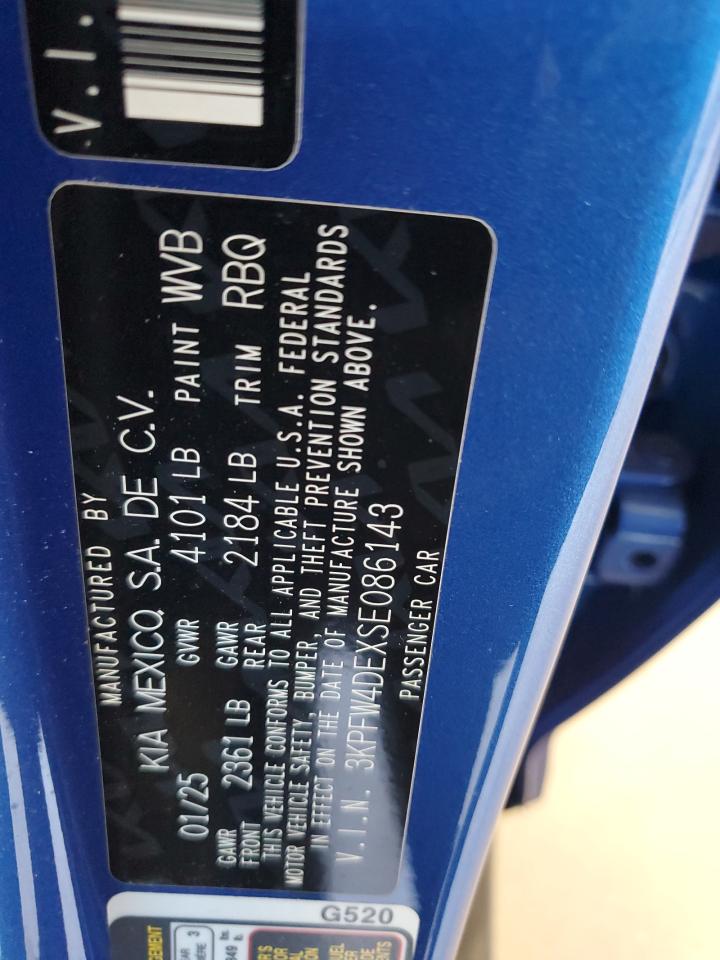 V.I.
MANUFACTURED BY
KIA MEXICO, S.A. DE C.V.
01/25 GVWR 4101 LB PAINT WVB
GAWR FRONT 2361 LB GAWR REAR 2184 LB TRIM RBQ
THIS VEHICLE CONFORMS TO ALL APPLICABLE U.S.A. FEDERAL
MOTOR VEHICLE SAFETY, BUMPER, AND THEFT PREVENTION STANDARDS
IN EFFECT ON THE DATE OF MANUFACTURE SHOWN ABOVE.
V.I.N. 3KPFW4DEXSE086143
PASSENGER CAR
G520
3